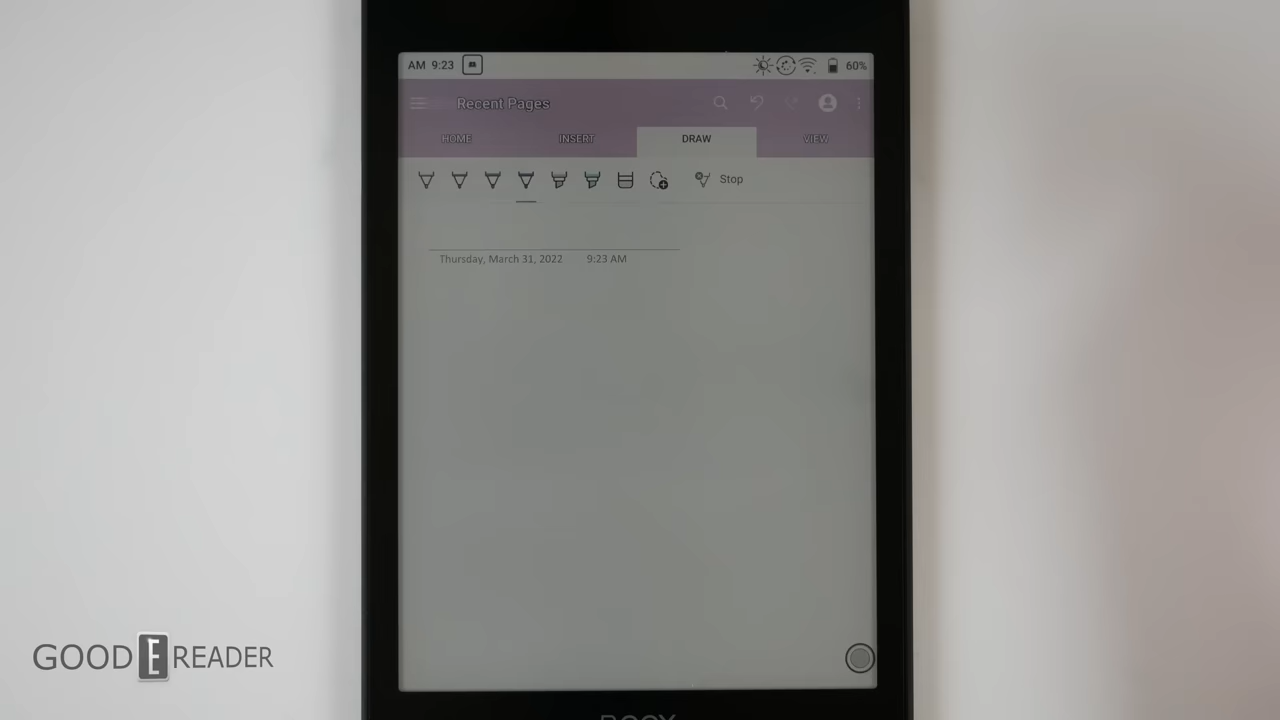 AM 9:23 60%
Recent Pages
HOME INSERT DRAW VIEW
Stop
Thursday, March 31, 2022 9:23 AM
GOOD E READER